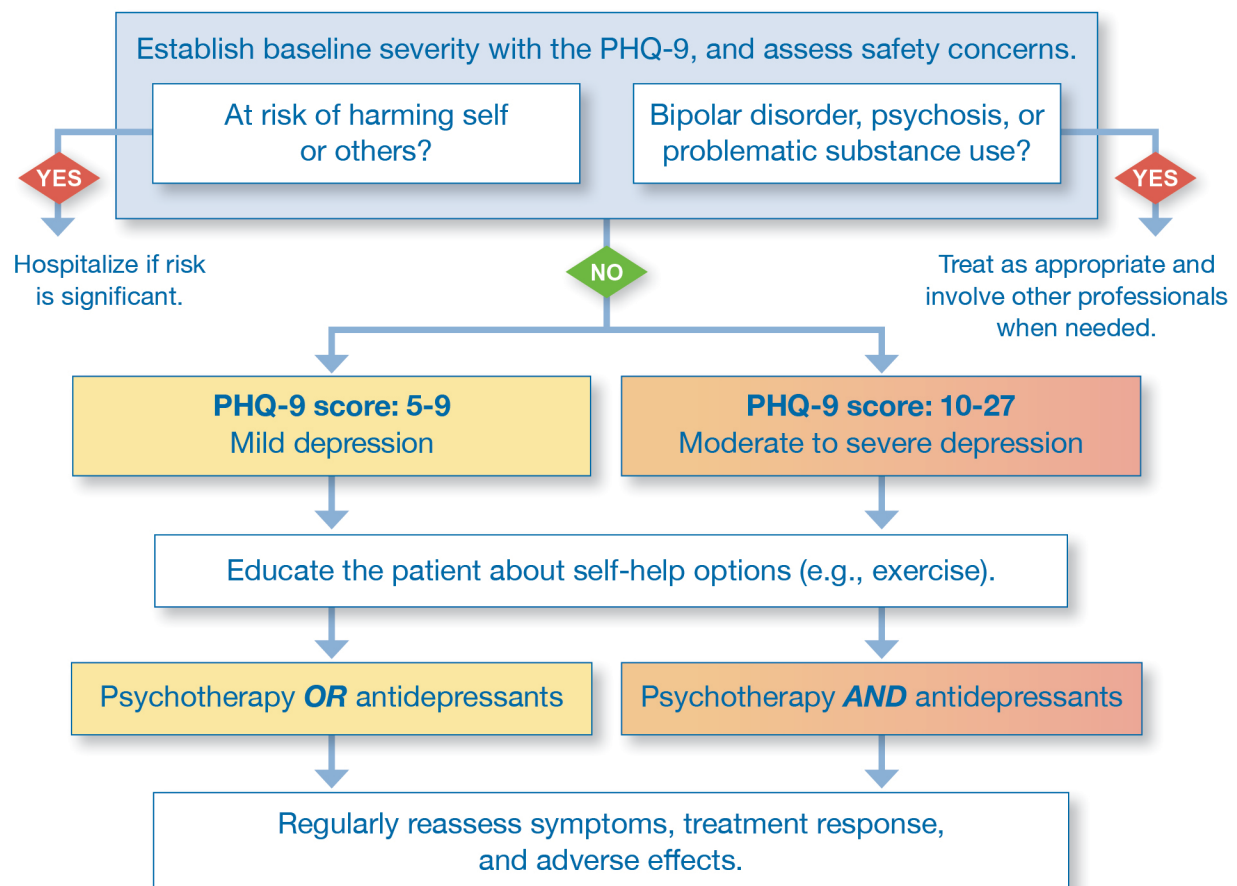 Establish baseline severity with the PHQ-9, and assess safety concerns.
At risk of harming self
or others?
Bipolar disorder, psychosis, or
problematic substance use?
YES
YES
Hospitalize if risk
is significant.
NO
Treat as appropriate and
involve other professionals
when needed.
PHQ-9 score: 5-9
Mild depression
PHQ-9 score: 10-27
Moderate to severe depression
Educate the patient about self-help options (e.g., exercise).
Psychotherapy OR antidepressants
Psychotherapy AND antidepressants
Regularly reassess symptoms, treatment response,
and adverse effects.